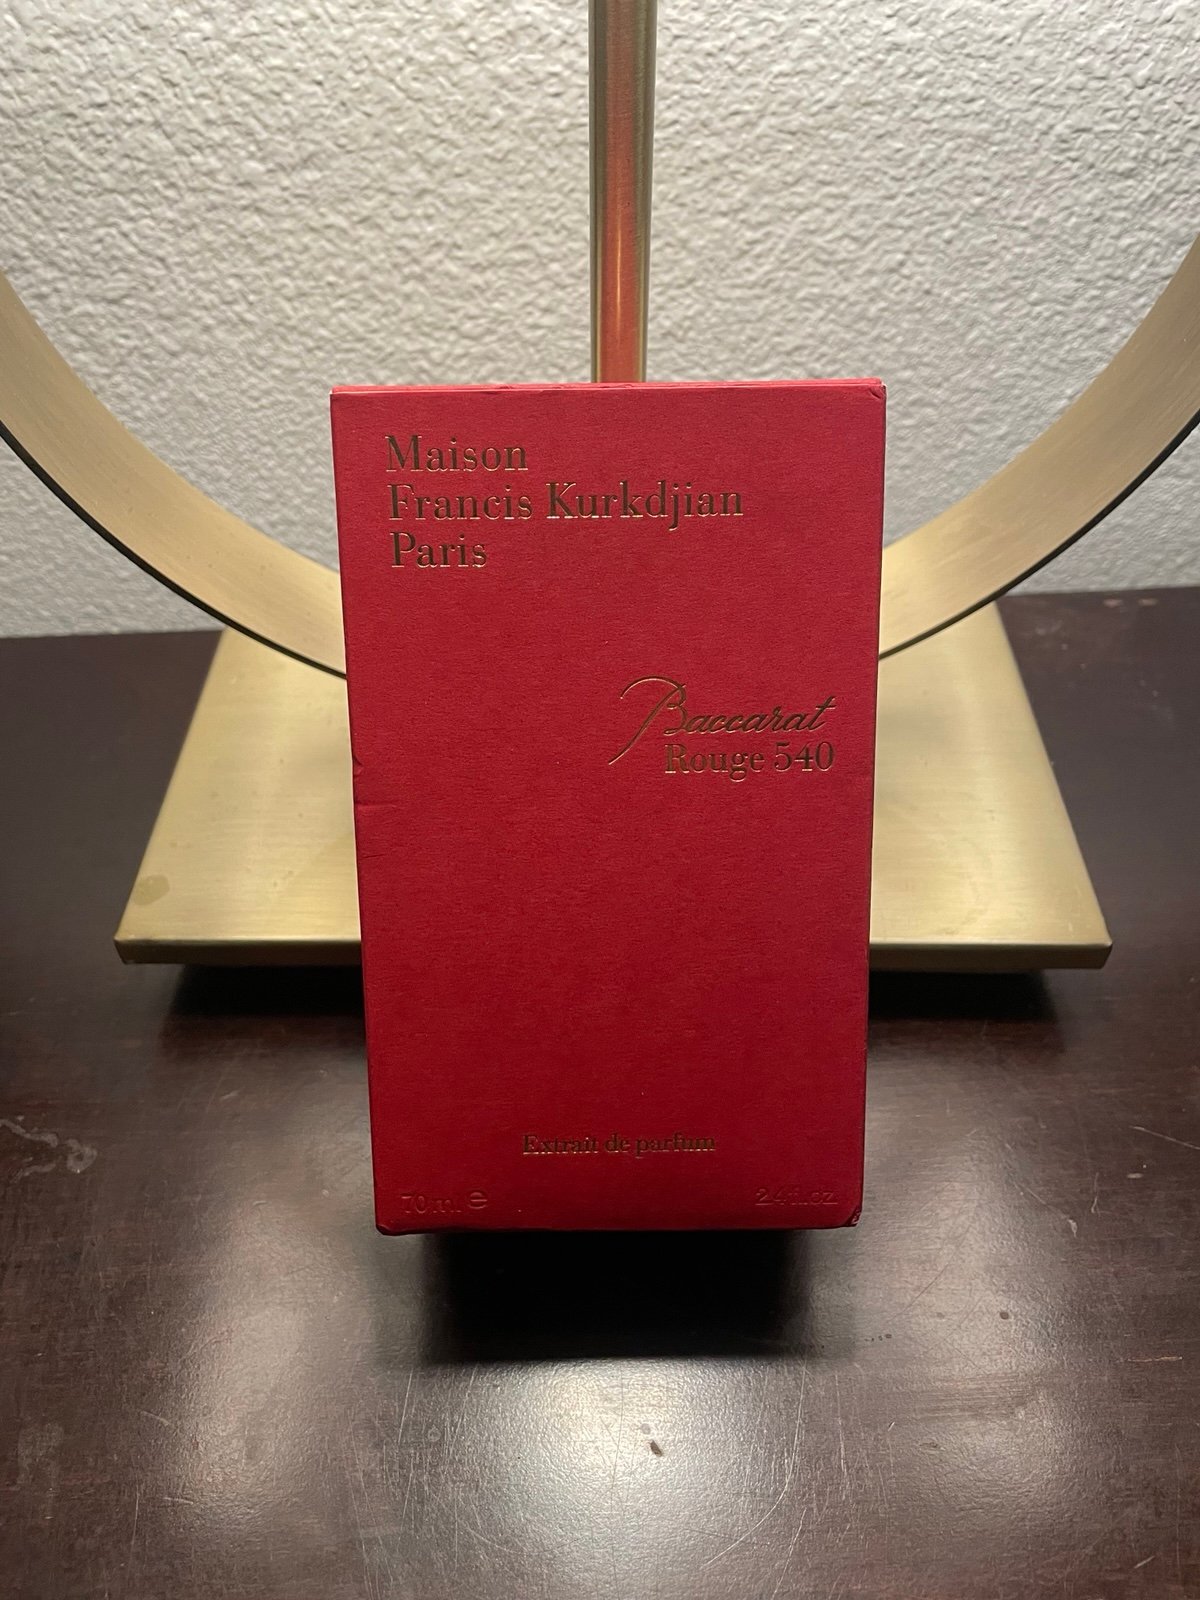 Maison
Francis Kurkdjian
Paris
Baccarat
Rouge 540
Extrait de parfum
70 ml ℮ 2.4 fl.oz